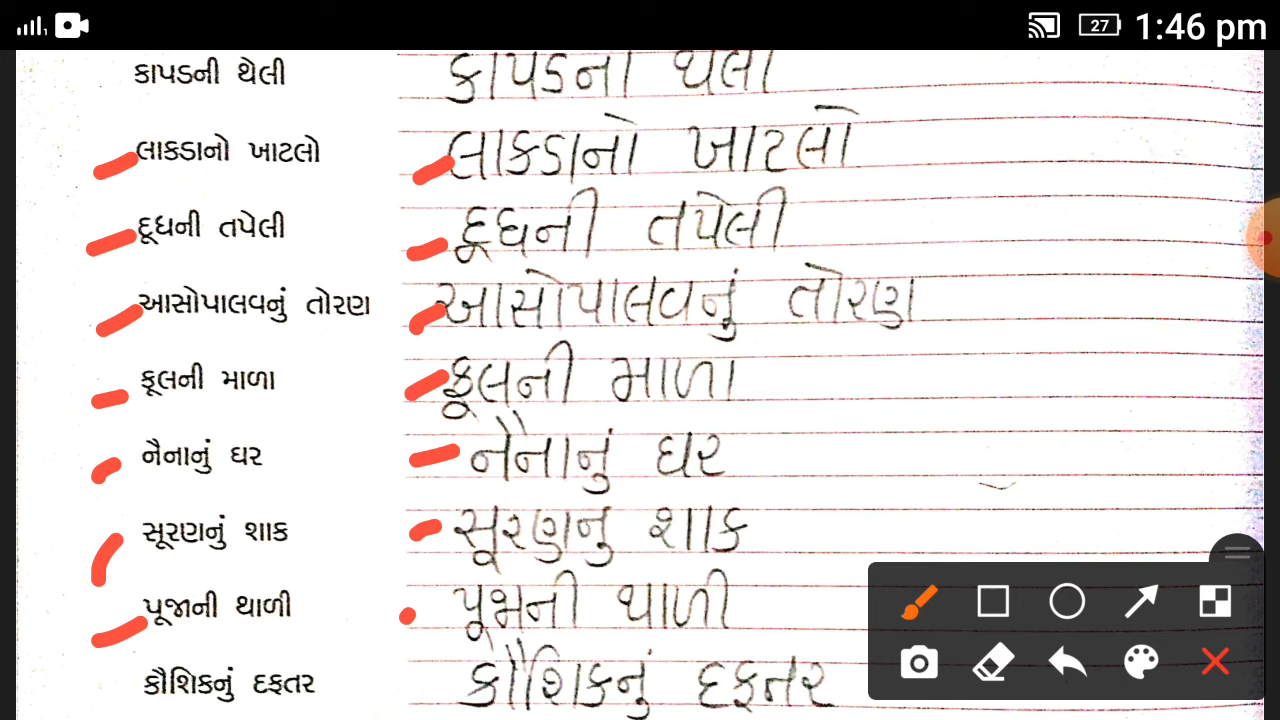 27 1:46 pm
કાપડની થેલી કાપડની થેલી
લાકડાનો ખાટલો લાકડાનો ખાટલો
દૂધની તપેલી દૂધની તપેલી
આસોપાલવનું તોરણ આસોપાલવનું તોરણ
ફૂલની માળા ફૂલની માળા
નૈનાનું ઘર નૈનાનું ઘર
સૂરણનું શાક સૂરણનુ શાક
પૂજાની થાળી પૂજાની થાળી
કૌશિકનું દફતર કૌશિકનું દફતર